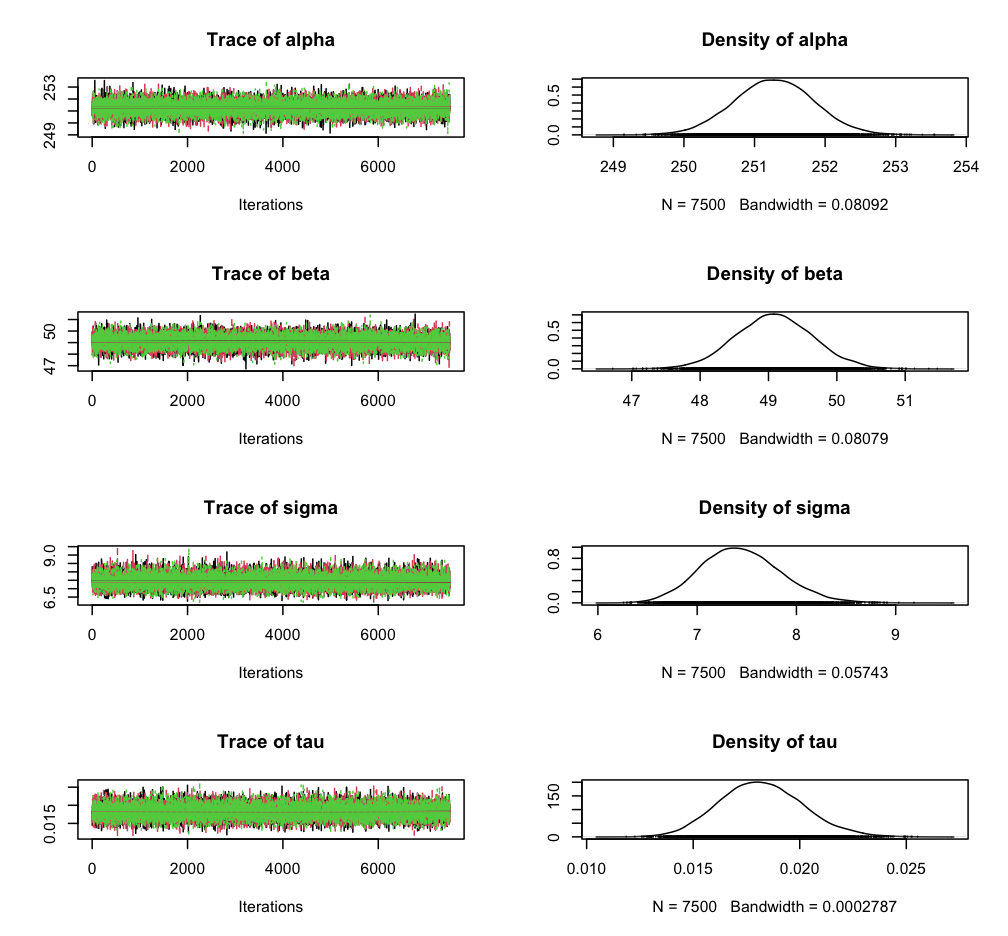 Trace of alpha
253
249
0 2000 4000 6000
Iterations
Density of alpha
0.5
0.0
249 250 251 252 253 254
N = 7500 Bandwidth = 0.08092
Trace of beta
50
47
0 2000 4000 6000
Iterations
Density of beta
0.5
0.0
47 48 49 50 51
N = 7500 Bandwidth = 0.08079
Trace of sigma
9.0
6.5
0 2000 4000 6000
Iterations
Density of sigma
0.8
0.0
6 7 8 9
N = 7500 Bandwidth = 0.05743
Trace of tau
0.015
0 2000 4000 6000
Iterations
Density of tau
150
0
0.010 0.015 0.020 0.025
N = 7500 Bandwidth = 0.0002787